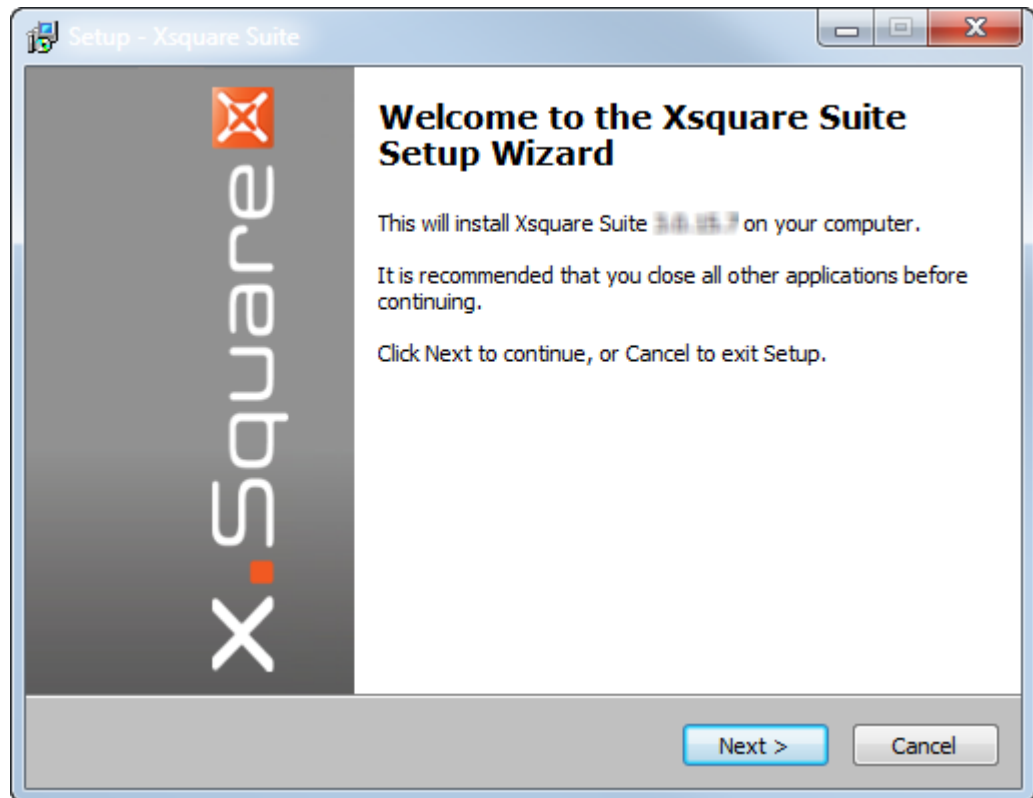 Setup - Xsquare Suite
x.Square
Welcome to the Xsquare Suite
Setup Wizard
This will install Xsquare Suite on your computer.
It is recommended that you close all other applications before
continuing.
Click Next to continue, or Cancel to exit Setup.
Next >
Cancel